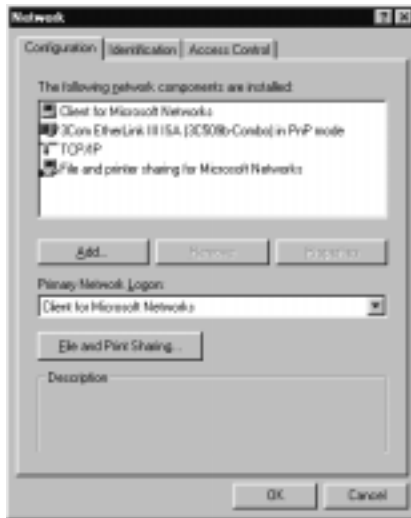 Network
Configuration Identification Access Control
The following network components are installed:
Client for Microsoft Networks
3Com EtherLink III ISA (3C509b-Combo) in PnP mode
TCP/IP
File and printer sharing for Microsoft Networks
Add... Remove Properties
Primary Network Logon:
Client for Microsoft Networks
File and Print Sharing...
Description
OK Cancel